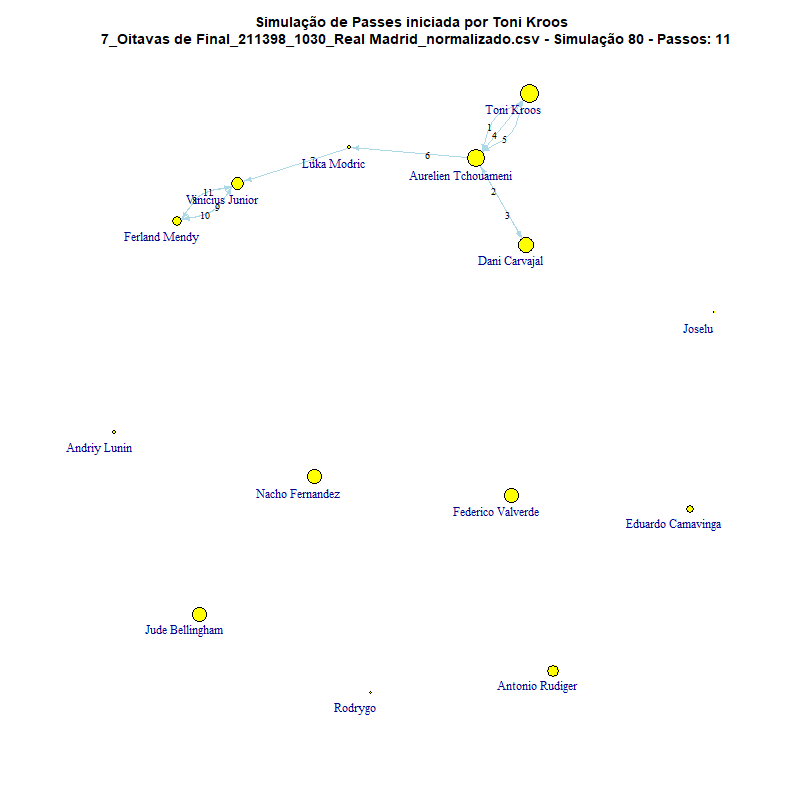 Simulação de Passes iniciada por Toni Kroos
7_Oitavas de Final_211398_1030_Real Madrid_normalizado.csv - Simulação 80 - Passos: 11
Toni Kroos
1
4
5
Luka Modric
7
6
Aurelien Tchouameni
2
3
Vinicius Junior
11
8
9
10
Ferland Mendy
Dani Carvajal
Joselu
Andriy Lunin
Nacho Fernandez
Federico Valverde
Eduardo Camavinga
Jude Bellingham
Antonio Rudiger
Rodrygo